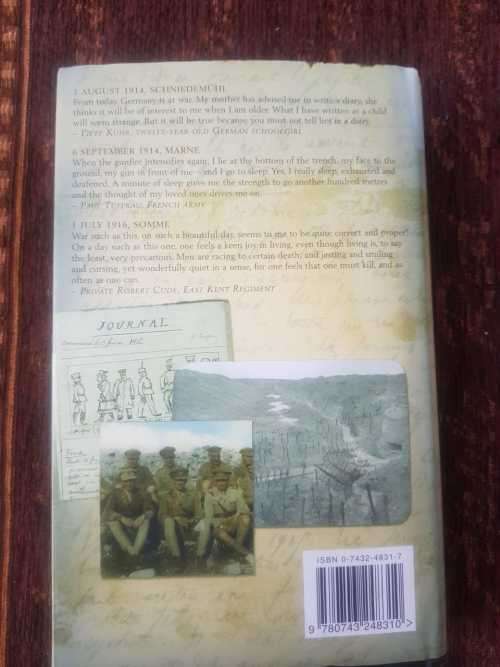 1 AUGUST 1914, SCHNIEDEMÜHL
From today Germany is at war. My mother has advised me to write a diary, she
thinks it will be of interest to me when I am older. What I have written as a child
will seem strange. But it will be true because you must not tell lies in a diary.
– PIETE KUHR, TWELVE-YEAR OLD GERMAN SCHOOLGIRL
6 SEPTEMBER 1914, MARNE
When the gunfire intensifies again, I lie at the bottom of the trench, my face to the
ground, my gun in front of me – and I go to sleep. Yes, I really sleep, exhausted and
deafened. A minute of sleep gives me the strength to go another hundred metres
and the thought of my loved ones drives me on.
– PAUL TUFFRAU, FRENCH ARMY
1 JULY 1916, SOMME
War such as this, on such a beautiful day, seems to me to be quite correct and proper!
On a day such as this one, one feels a keen joy in living, even though living is, to say
the least, very precarious. Men are racing to certain death, and jesting and smiling
and cursing, yet wonderfully quiet in a sense, for one feels that one must kill, and as
often as one can.
– PRIVATE ROBERT CUDE, EAST KENT REGIMENT
JOURNAL
ISBN 0-7432-4831-7
9 780743 248310 >